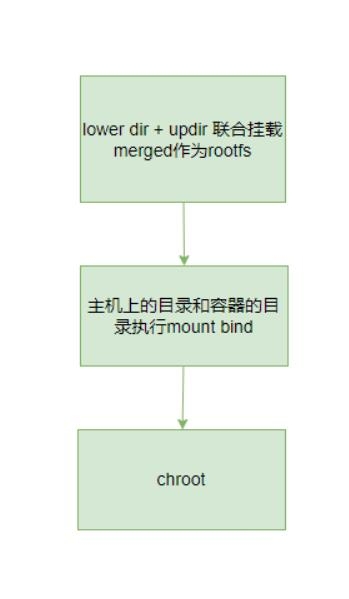 lower dir + updir 联合挂载
merged作为rootfs
主机上的目录和容器的目
录执行mount bind
chroot